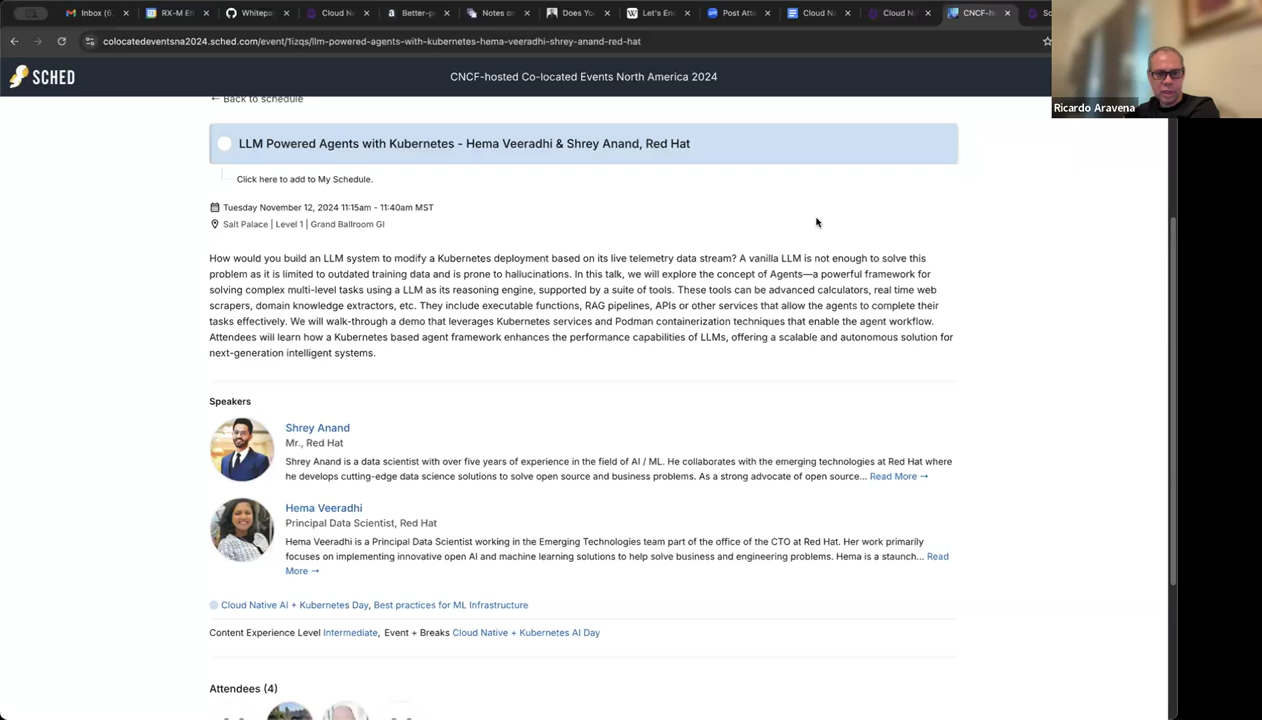 Inbox (6,
RX-M E
Whitepa
Cloud N
Better-p
Notes on
Does Yo
Let's En
Post Att
Cloud N
Cloud N
CNCF-h
colocatedeventsna2024.sched.com/event/1izqs/llm-powered-agents-with-kubernetes-hema-veeradhi-shrey-anand-red-hat
SCHED
CNCF-hosted Co-located Events North America 2024
Ricardo Aravena
← Back to schedule
LLM Powered Agents with Kubernetes - Hema Veeradhi & Shrey Anand, Red Hat
Click here to add to My Schedule.
Tuesday November 12, 2024 11:15am - 11:40am MST
Salt Palace | Level 1 | Grand Ballroom GI
How would you build an LLM system to modify a Kubernetes deployment based on its live telemetry data stream? A vanilla LLM is not enough to solve this
problem as it is limited to outdated training data and is prone to hallucinations. In this talk, we will explore the concept of Agents—a powerful framework for
solving complex multi-level tasks using a LLM as its reasoning engine, supported by a suite of tools. These tools can be advanced calculators, real time web
scrapers, domain knowledge extractors, etc. They include executable functions, RAG pipelines, APIs or other services that allow the agents to complete their
tasks effectively. We will walk-through a demo that leverages Kubernetes services and Podman containerization techniques that enable the agent workflow.
Attendees will learn how a Kubernetes based agent framework enhances the performance capabilities of LLMs, offering a scalable and autonomous solution for
next-generation intelligent systems.
Speakers
Shrey Anand
Mr., Red Hat
Shrey Anand is a data scientist with over five years of experience in the field of AI / ML. He collaborates with the emerging technologies at Red Hat where
he develops cutting-edge data science solutions to solve open source and business problems. As a strong advocate of open source... Read More →
Hema Veeradhi
Principal Data Scientist, Red Hat
Hema Veeradhi is a Principal Data Scientist working in the Emerging Technologies team part of the office of the CTO at Red Hat. Her work primarily
focuses on implementing innovative open AI and machine learning solutions to help solve business and engineering problems. Hema is a staunch... Read
More →
Cloud Native AI + Kubernetes Day, Best practices for ML Infrastructure
Content Experience Level Intermediate, Event + Breaks Cloud Native + Kubernetes AI Day
Attendees (4)